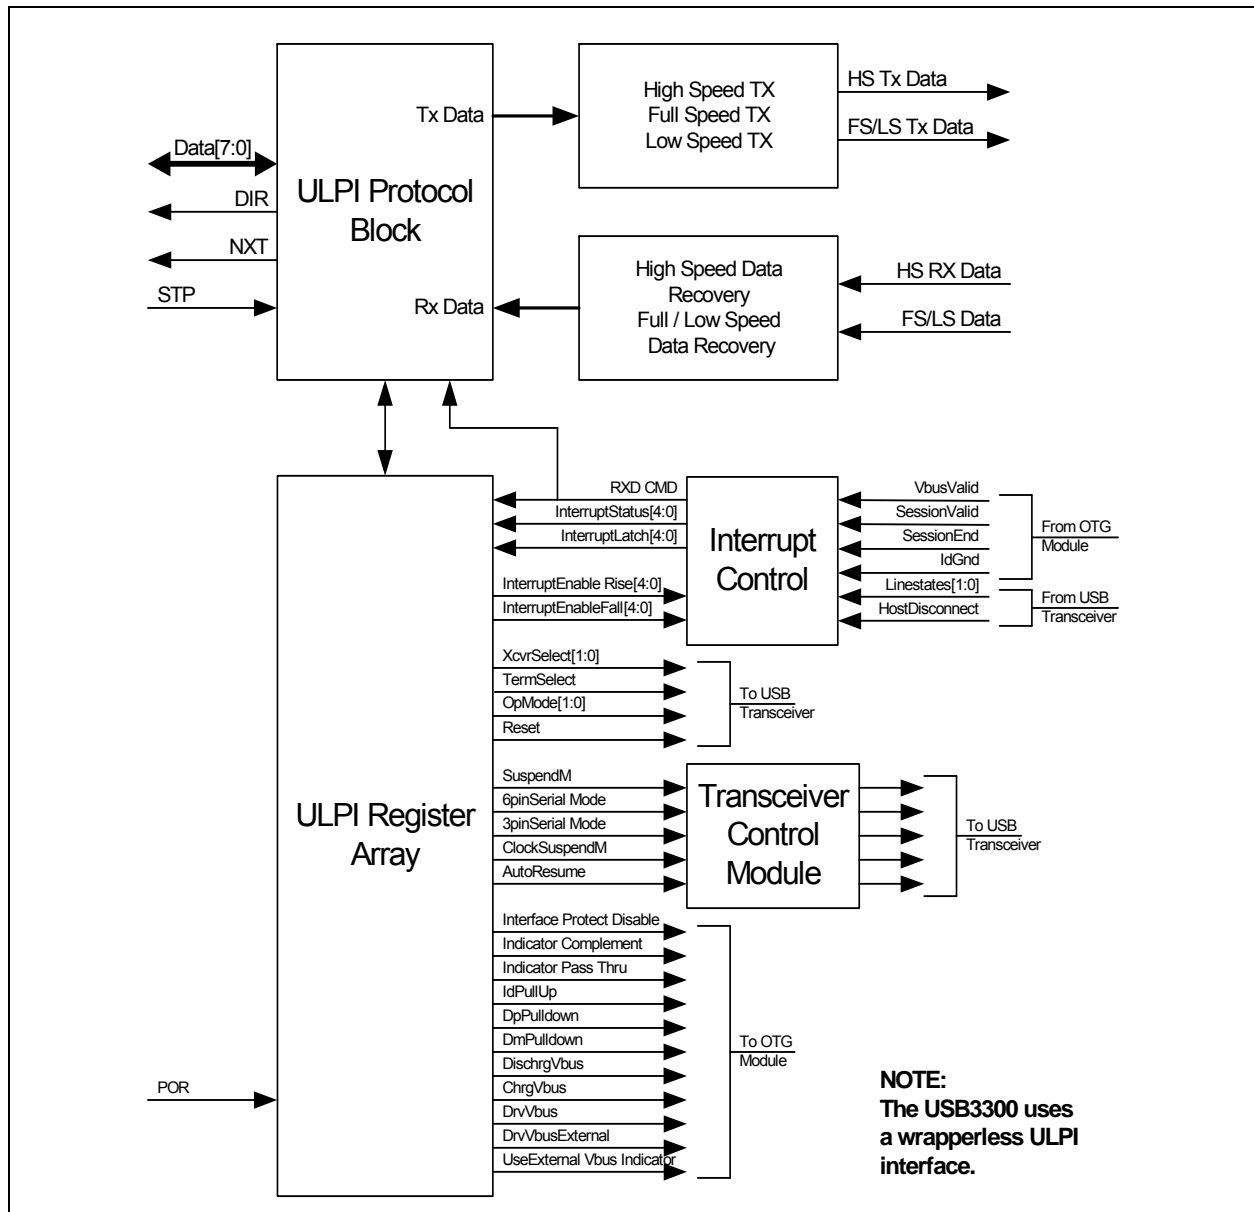 Data[7:0]
DIR
NXT
STP
ULPI Protocol
Block
Tx Data
Rx Data
High Speed TX
Full Speed TX
Low Speed TX
HS Tx Data
FS/LS Tx Data
High Speed Data
Recovery
Full / Low Speed
Data Recovery
HS RX Data
FS/LS Data
ULPI Register
Array
POR
RXD CMD
InterruptStatus[4:0]
InterruptLatch[4:0]
InterruptEnable Rise[4:0]
InterruptEnableFall[4:0]
Interrupt
Control
VbusValid
SessionValid
SessionEnd
IdGnd
Linestates[1:0]
HostDisconnect
From OTG
Module
From USB
Transceiver
XcvrSelect[1:0]
TermSelect
OpMode[1:0]
Reset
To USB
Transceiver
SuspendM
6pinSerial Mode
3pinSerial Mode
ClockSuspendM
AutoResume
Transceiver
Control
Module
To USB
Transceiver
Interface Protect Disable
Indicator Complement
Indicator Pass Thru
IdPullUp
DpPulldown
DmPulldown
DischrgVbus
ChrgVbus
DrvVbus
DrvVbusExternal
UseExternal Vbus Indicator
To OTG
Module
NOTE:
The USB3300 uses
a wrapperless ULPI
interface.